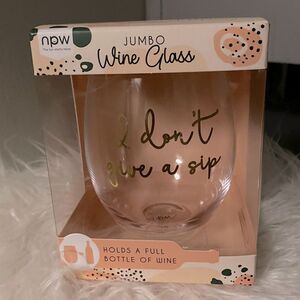 npw
JUMBO
Wine Glass
I don't
give a sip
HOLDS A FULL
BOTTLE OF WINE